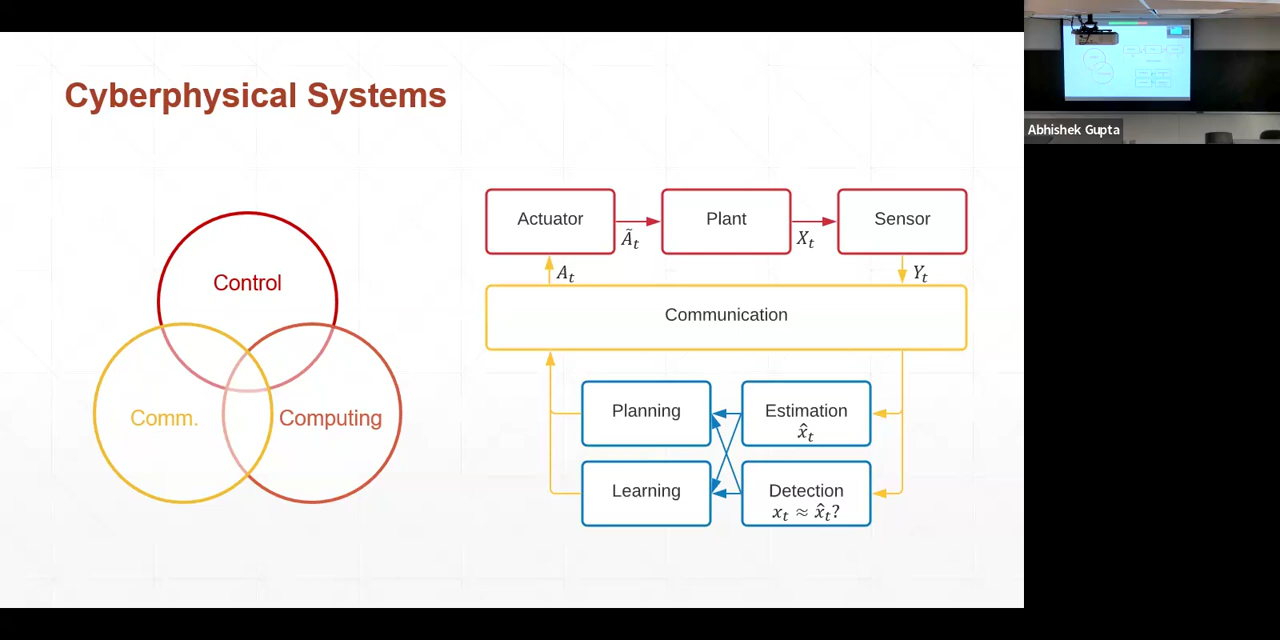 Cyberphysical Systems
Control
Comm.
Computing
Actuator
Ã_t
Plant
X_t
Sensor
A_t
Y_t
Communication
Planning
Estimation
x̂_t
Learning
Detection
x_t ≈ x̂_t?
Abhishek Gupta